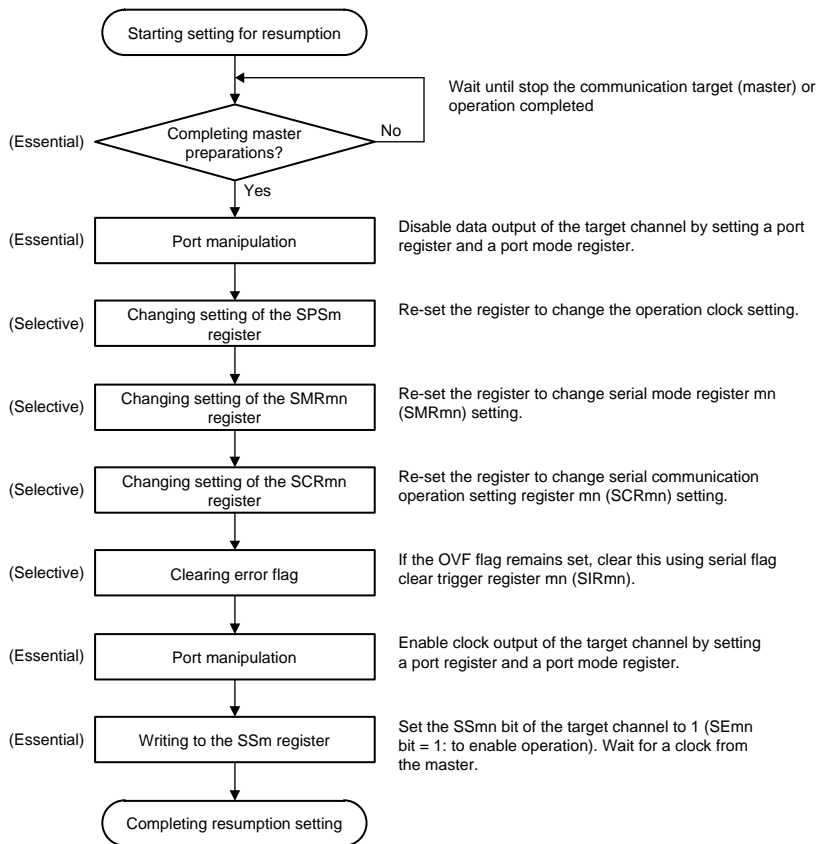 Starting setting for resumption
Wait until stop the communication target (master) or
operation completed
(Essential)
Completing master
preparations?
No
Yes
(Essential)
Port manipulation
Disable data output of the target channel by setting a port
register and a port mode register.
(Selective)
Changing setting of the SPSm
register
Re-set the register to change the operation clock setting.
(Selective)
Changing setting of the SMRmn
register
Re-set the register to change serial mode register mn
(SMRmn) setting.
(Selective)
Changing setting of the SCRmn
register
Re-set the register to change serial communication
operation setting register mn (SCRmn) setting.
(Selective)
Clearing error flag
If the OVF flag remains set, clear this using serial flag
clear trigger register mn (SIRmn).
(Essential)
Port manipulation
Enable clock output of the target channel by setting
a port register and a port mode register.
(Essential)
Writing to the SSm register
Set the SSmn bit of the target channel to 1 (SEmn
bit = 1: to enable operation). Wait for a clock from
the master.
Completing resumption setting